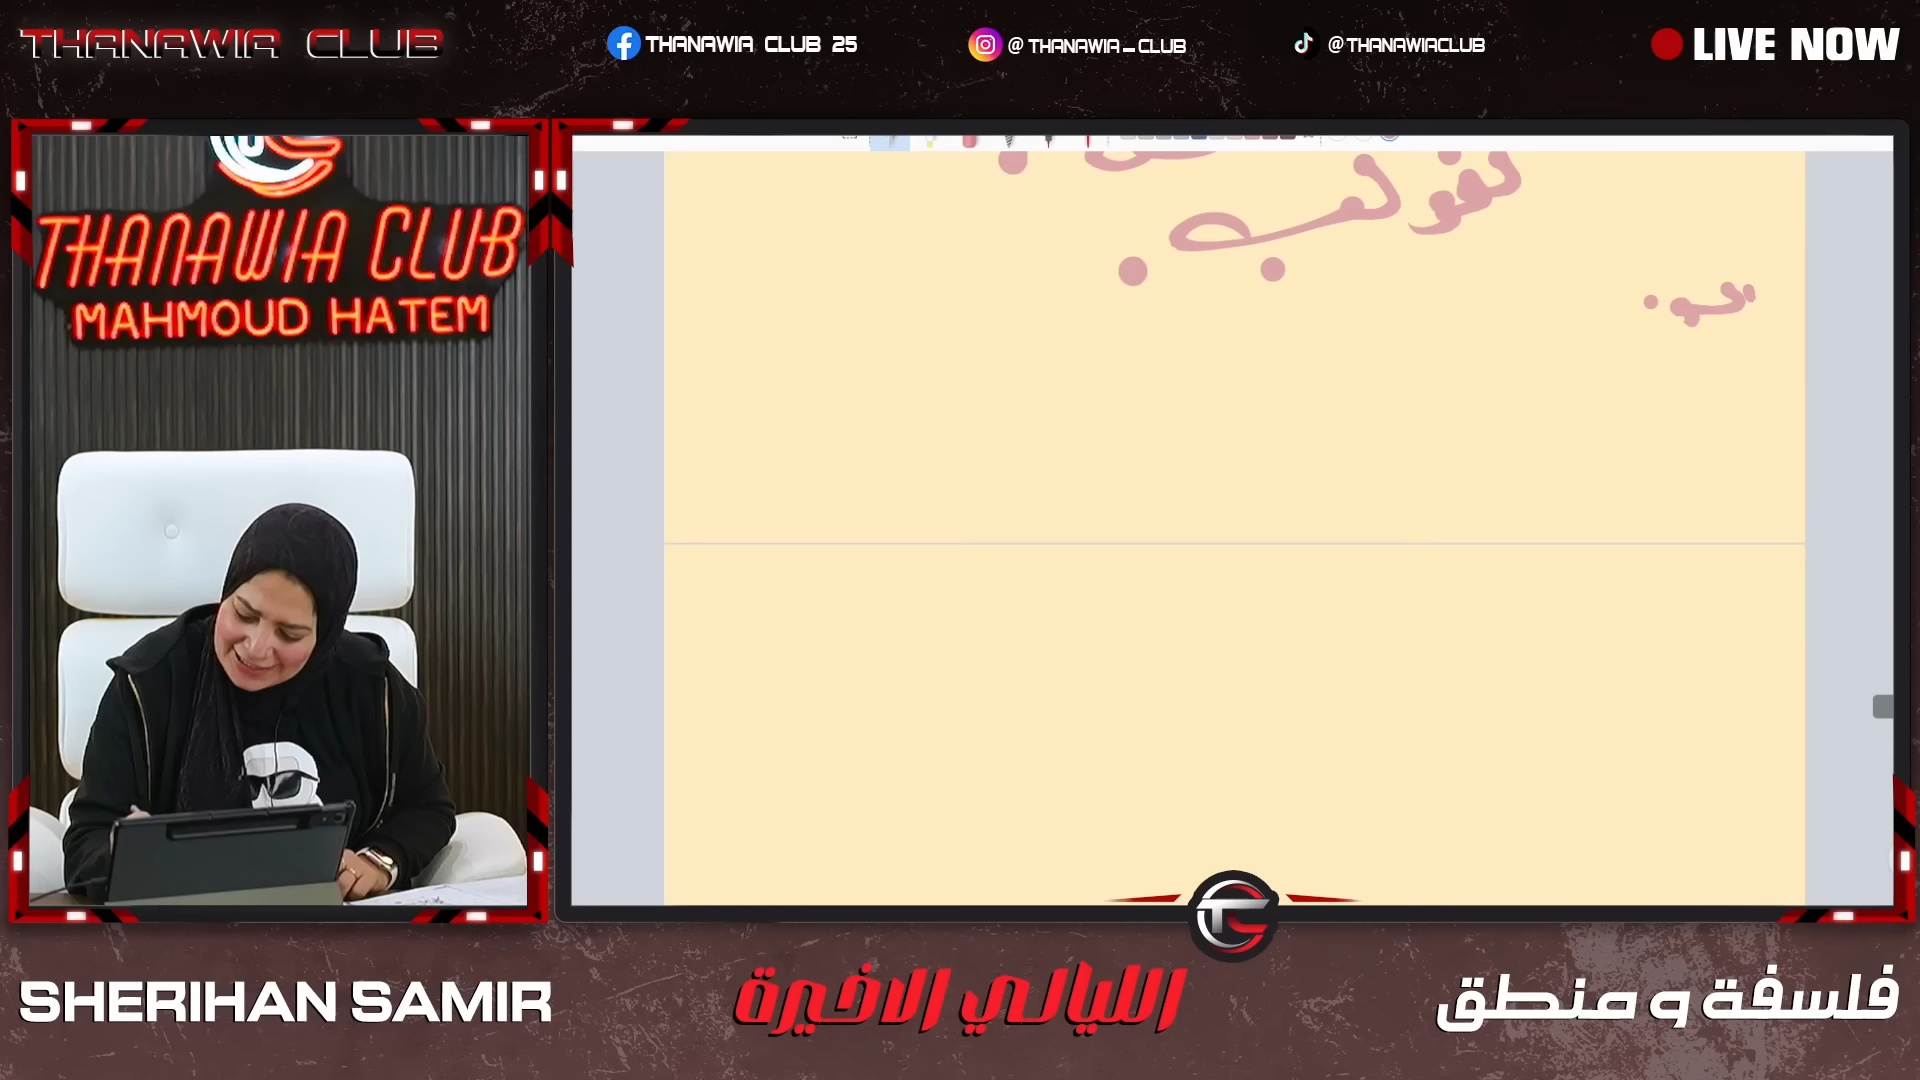 THANAWIA CLUB
THANAWIA CLUB 25
@ THANAWIA_CLUB
@THANAWIACLUB
LIVE NOW
THANAWIA CLUB
MAHMOUD HATEM
TC
SHERIHAN SAMIR
الليالي الاخيرة
فلسفة و منطق